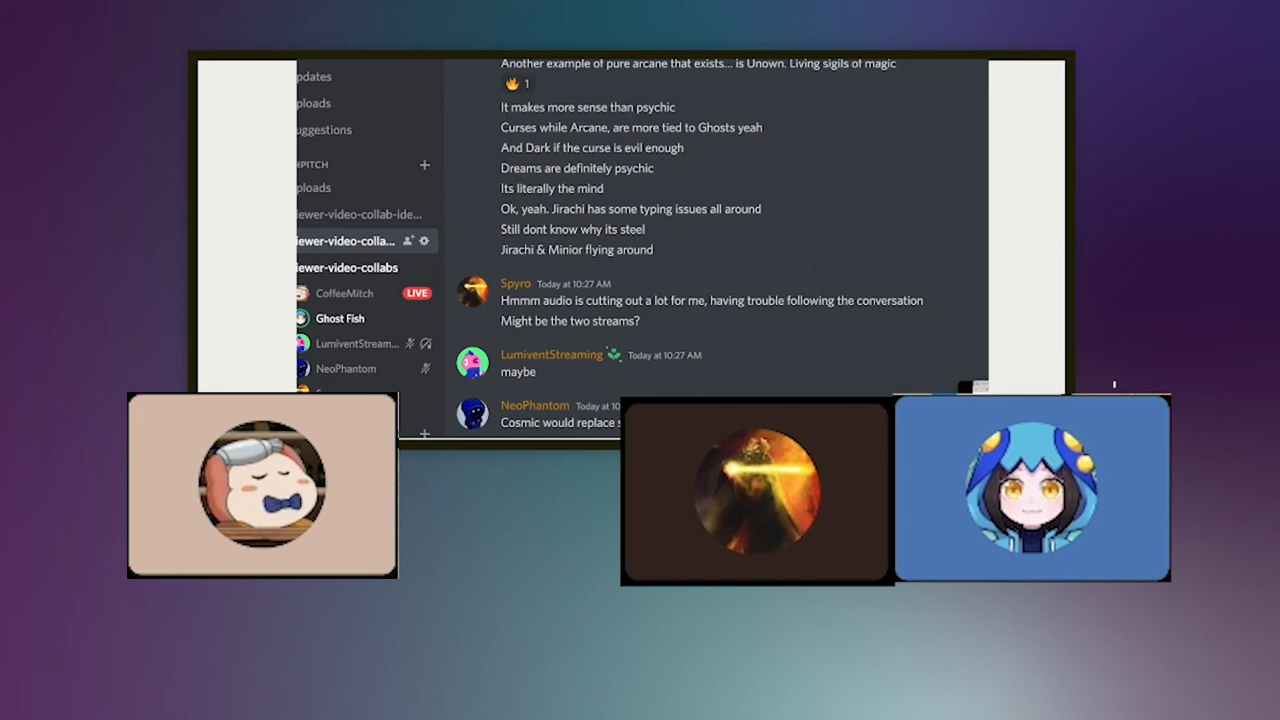 pdates
ploads
uggestions
HPITCH
ploads
iewer-video-collab-ide...
iewer-video-colla...
iewer-video-collabs
CoffeeMitch LIVE
Ghost Fish
LumiventStream...
NeoPhantom
Another example of pure arcane that exists... is Unown. Living sigils of magic
1
It makes more sense than psychic
Curses while Arcane, are more tied to Ghosts yeah
And Dark if the curse is evil enough
Dreams are definitely psychic
Its literally the mind
Ok, yeah. Jirachi has some typing issues all around
Still dont know why its steel
Jirachi & Minior flying around
Spyro Today at 10:27 AM
Hmmm audio is cutting out a lot for me, having trouble following the conversation
Might be the two streams?
LumiventStreaming Today at 10:27 AM
maybe
NeoPhantom Today at 10
Cosmic would replace s